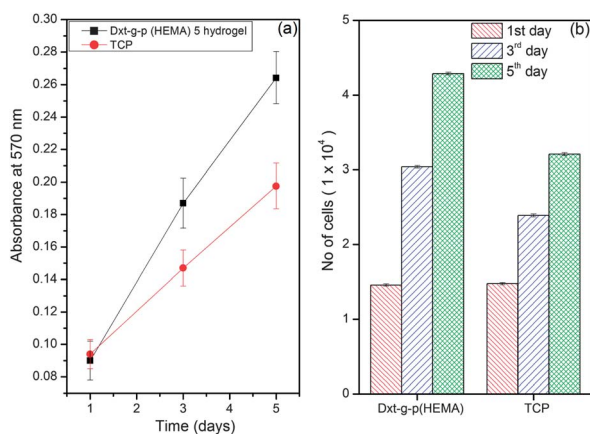 Dxt-g-p (HEMA) 5 hydrogel
TCP
(a)
0.30
0.28
0.26
0.24
0.22
0.20
0.18
0.16
0.14
0.12
0.10
0.08
Absorbance at 570 nm
0 1 2 3 4 5
Time (days)
(b)
1st day
3rd day
5th day
5
4
3
2
1
0
No of cells ( 1 x 10⁴)
Dxt-g-p(HEMA) TCP